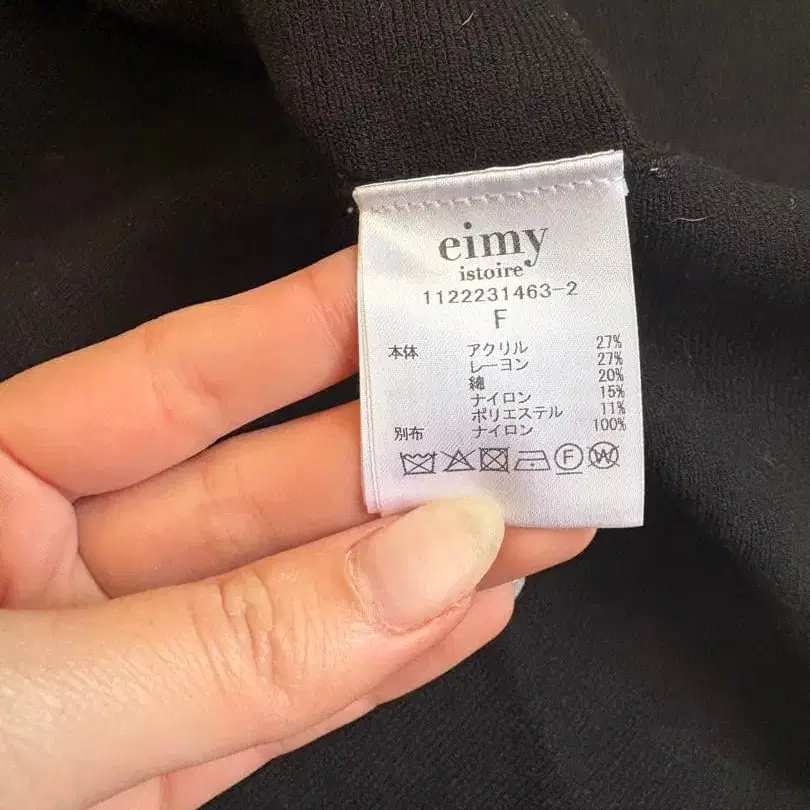 eimy
istoire
1122231463-2
F
本体 アクリル 27%
レーヨン 27%
綿 20%
ナイロン 15%
ポリエステル 11%
別布 ナイロン 100%
F W